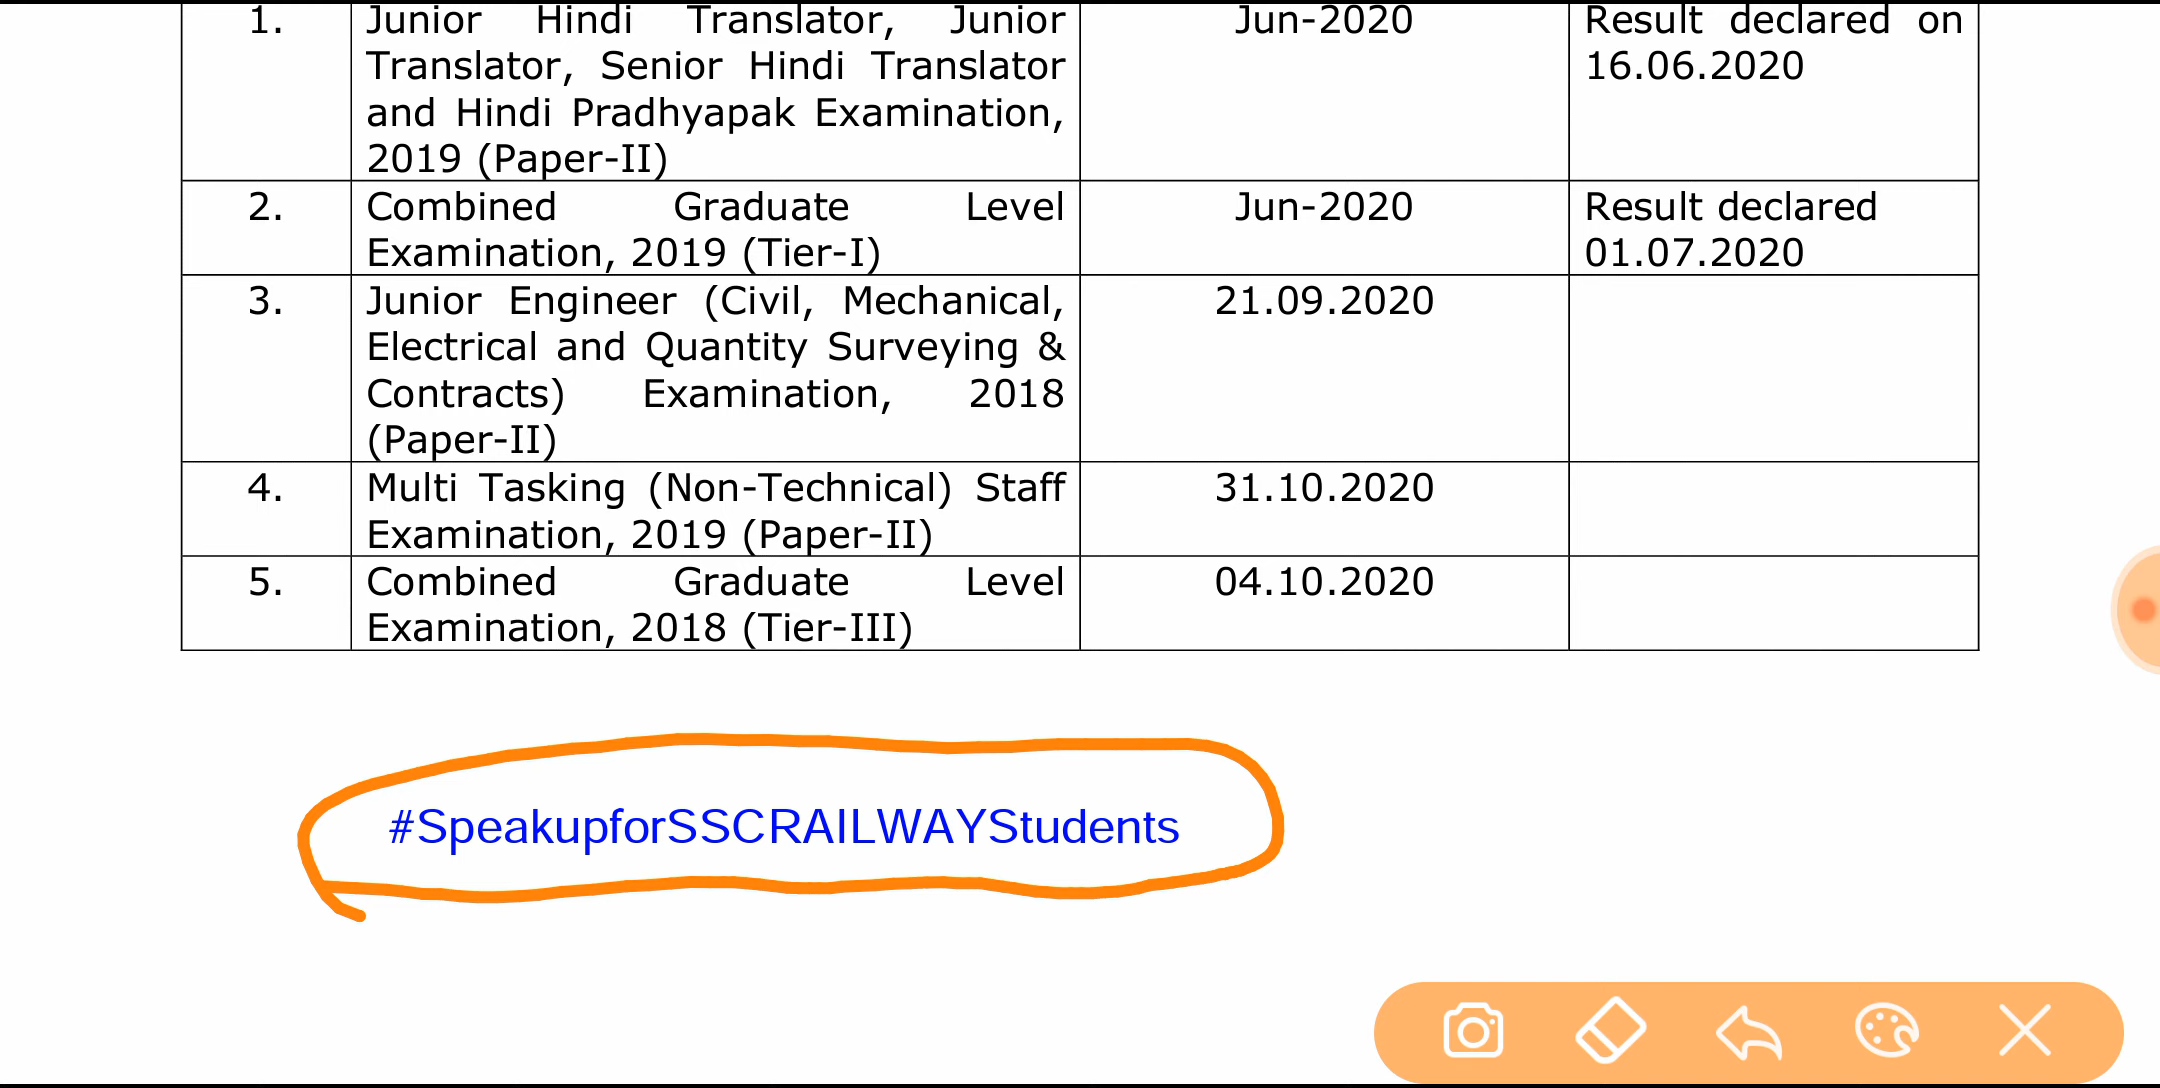 1. Junior Hindi Translator, Junior Jun-2020 Result declared on
Translator, Senior Hindi Translator 16.06.2020
and Hindi Pradhyapak Examination,
2019 (Paper-II)
2. Combined Graduate Level Jun-2020 Result declared
Examination, 2019 (Tier-I) 01.07.2020
3. Junior Engineer (Civil, Mechanical, 21.09.2020
Electrical and Quantity Surveying &
Contracts) Examination, 2018
(Paper-II)
4. Multi Tasking (Non-Technical) Staff 31.10.2020
Examination, 2019 (Paper-II)
5. Combined Graduate Level 04.10.2020
Examination, 2018 (Tier-III)
#SpeakupforSSCRAILWAYStudents